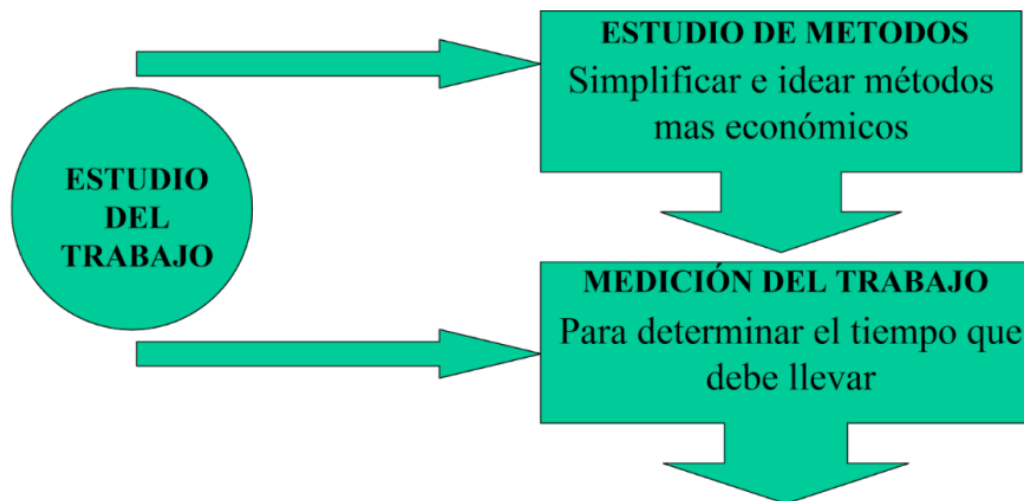 ESTUDIO DE METODOS
Simplificar e idear métodos
mas económicos
ESTUDIO
DEL
TRABAJO
MEDICIÓN DEL TRABAJO
Para determinar el tiempo que
debe llevar